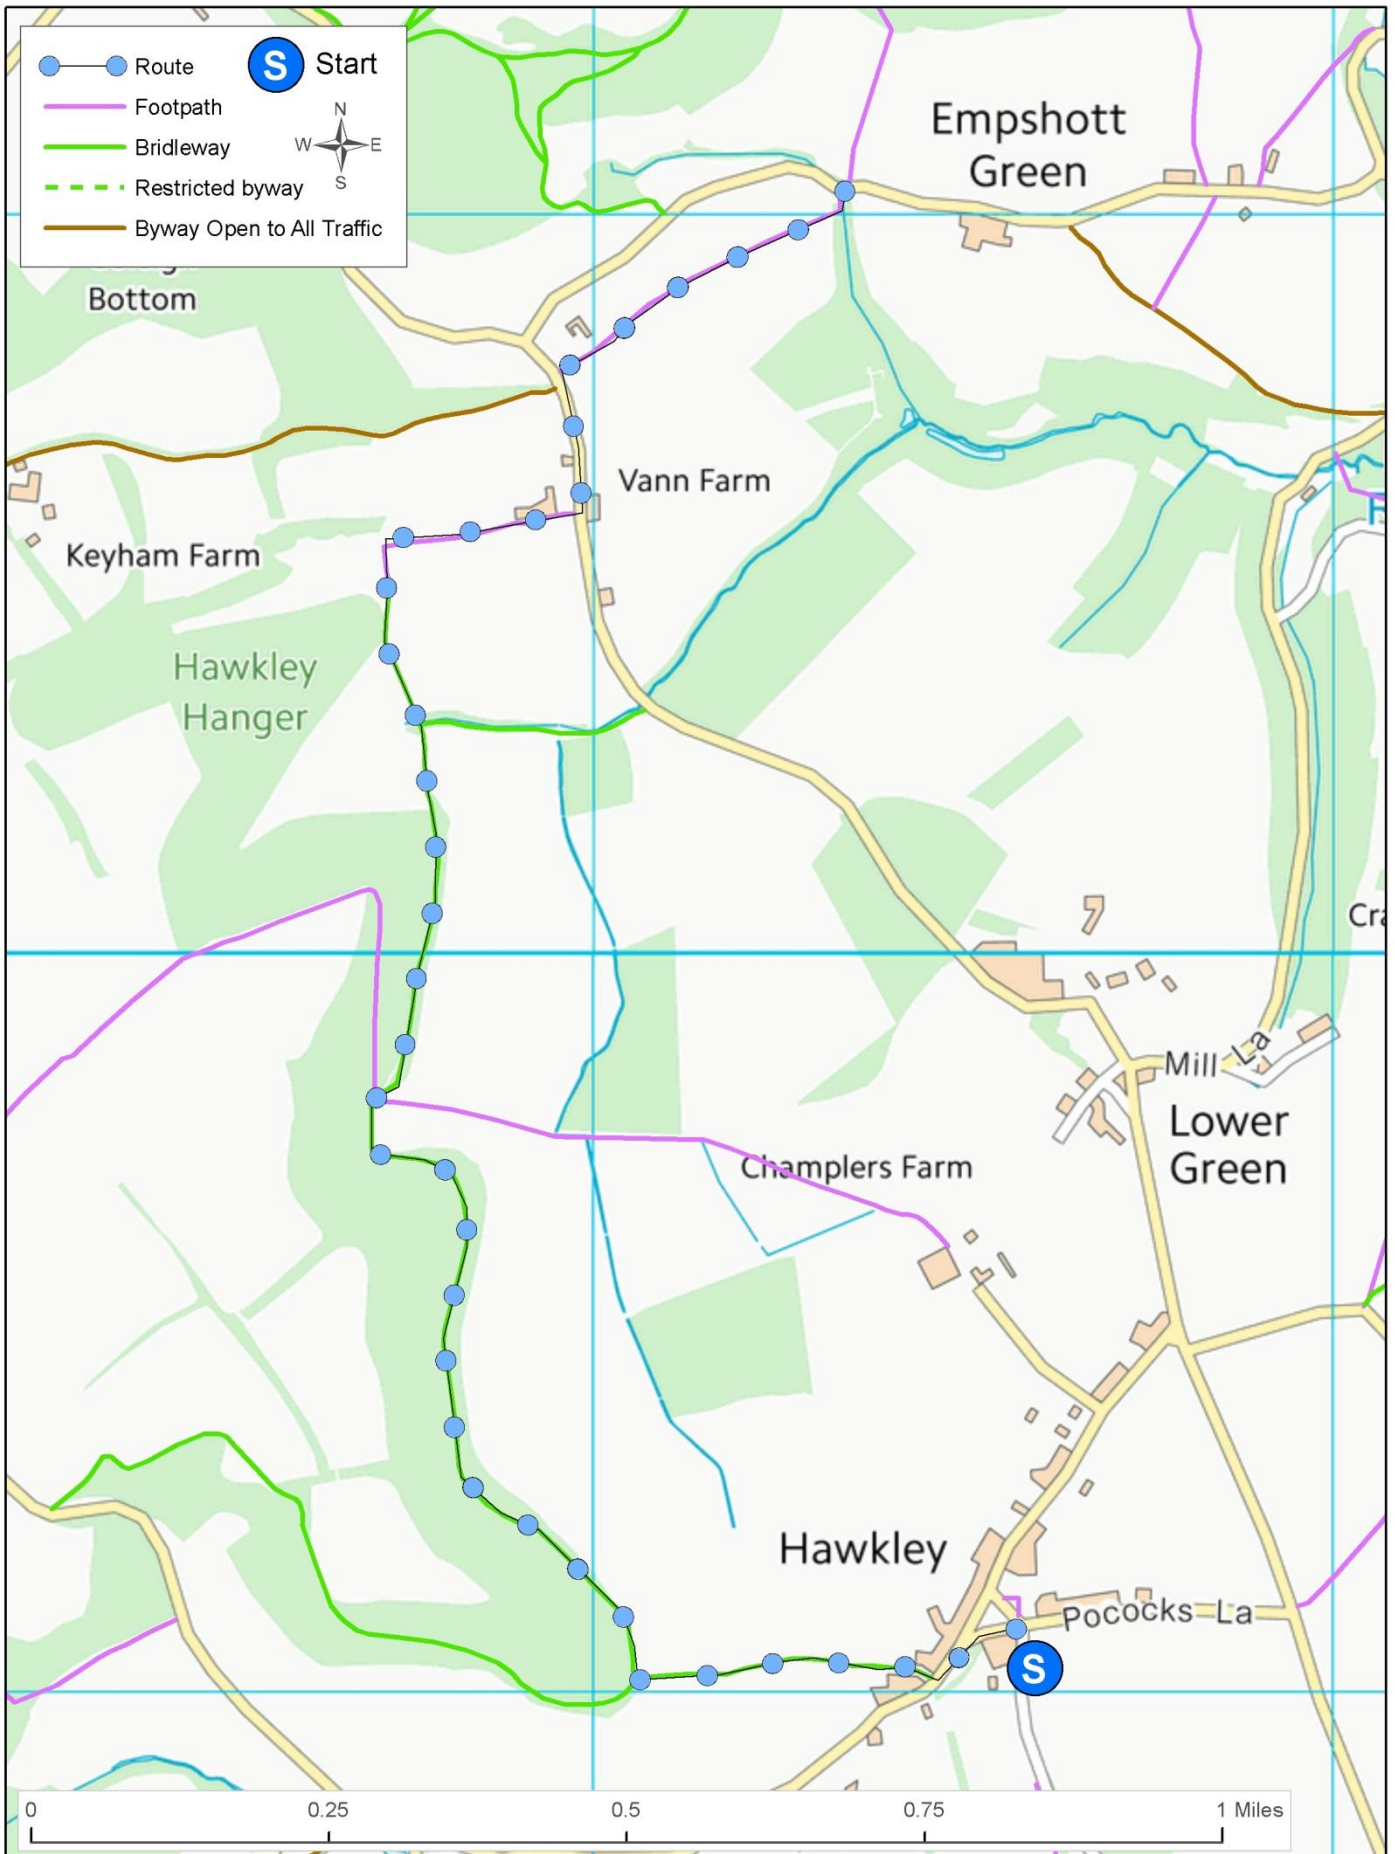 S Start
Route
Footpath
N
W E
S
Bridleway
Restricted byway
Byway Open to All Traffic
Empshott
Green
Bottom
Vann Farm
Keyham Farm
Hawkley
Hanger
Mill La
Lower
Green
Champlers Farm
Hawkley
Pococks La
S
0 0.25 0.5 0.75 1 Miles